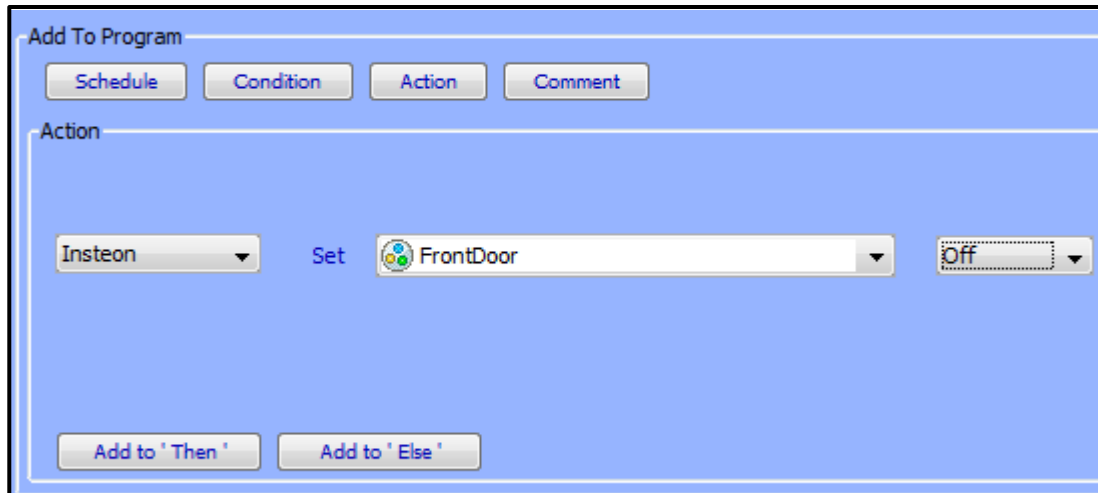 Add To Program
Schedule Condition Action Comment
Action
Insteon Set FrontDoor Off
Add to ' Then ' Add to ' Else '